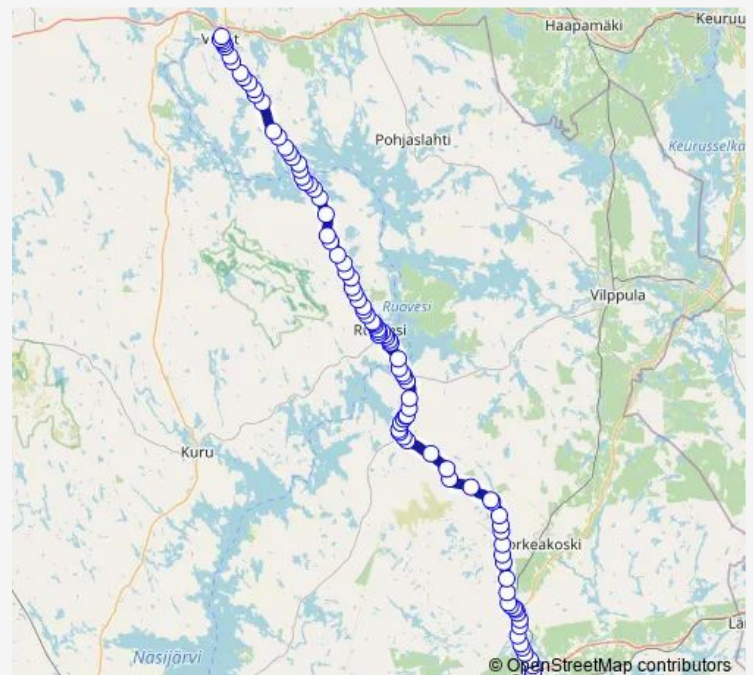 Haapamäki
Keuruu
Pohjaslahti
Keurusselkä
Ruovesi
Vilppula
Kuru
orkeakoski
Näsijärvi
© OpenStreetMap contributors